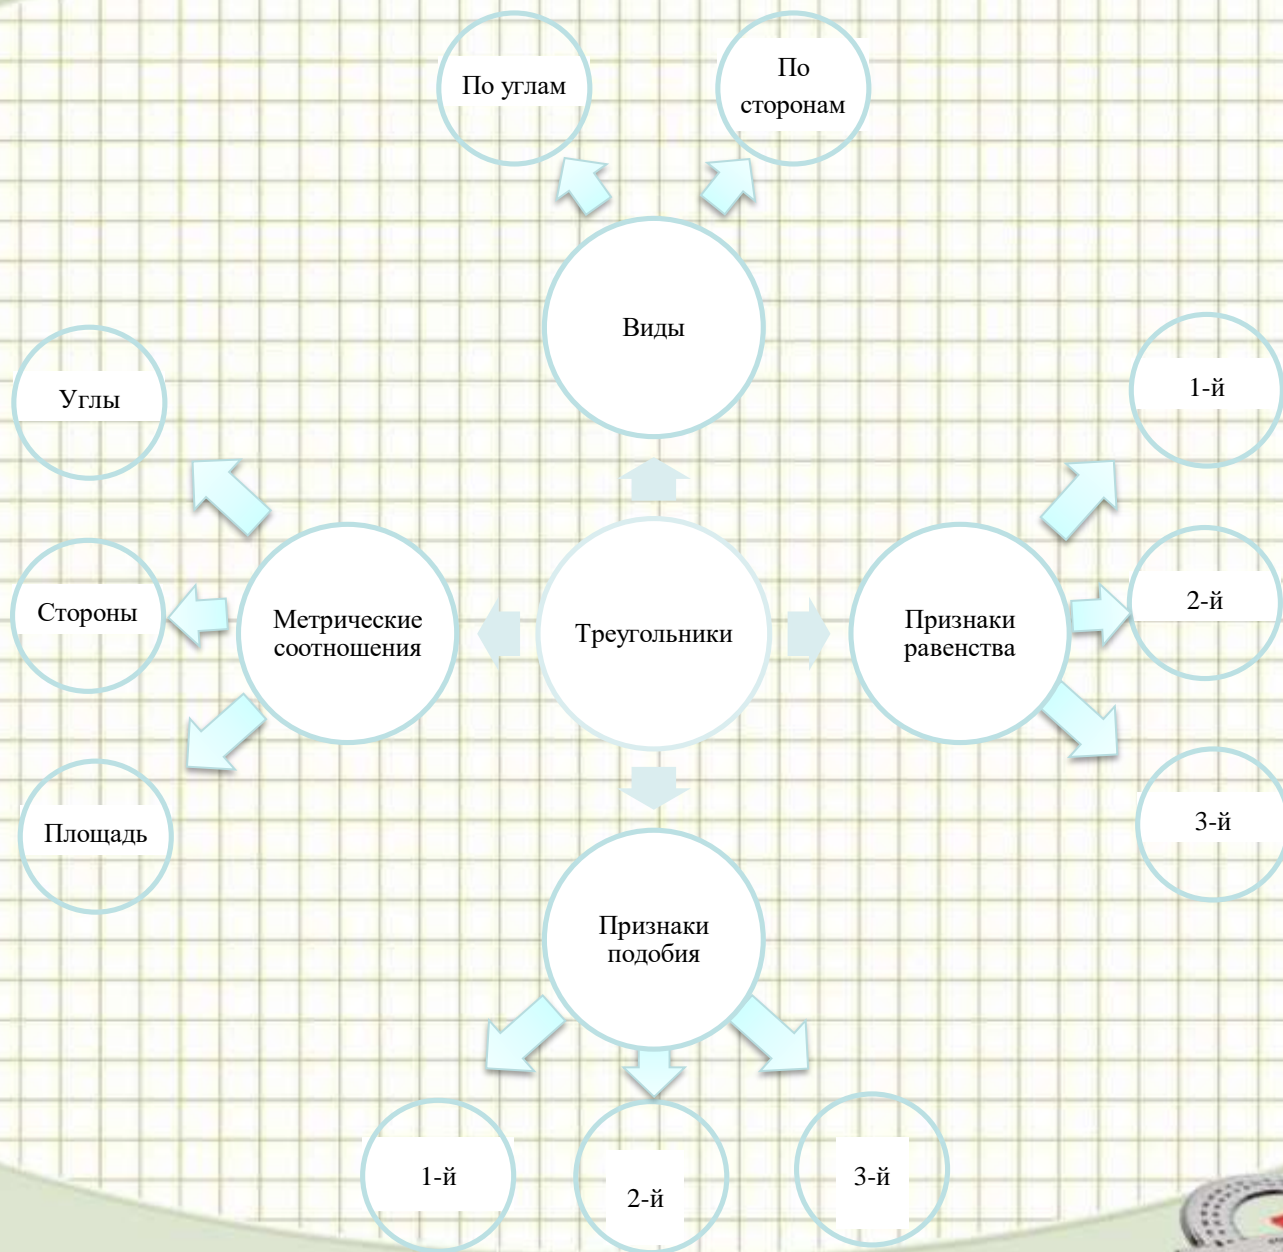 По углам
По
сторонам
Виды
Углы
1-й
Стороны
Метрические
соотношения
Треугольники
Признаки
равенства
2-й
Площадь
3-й
Признаки
подобия
1-й
2-й
3-й